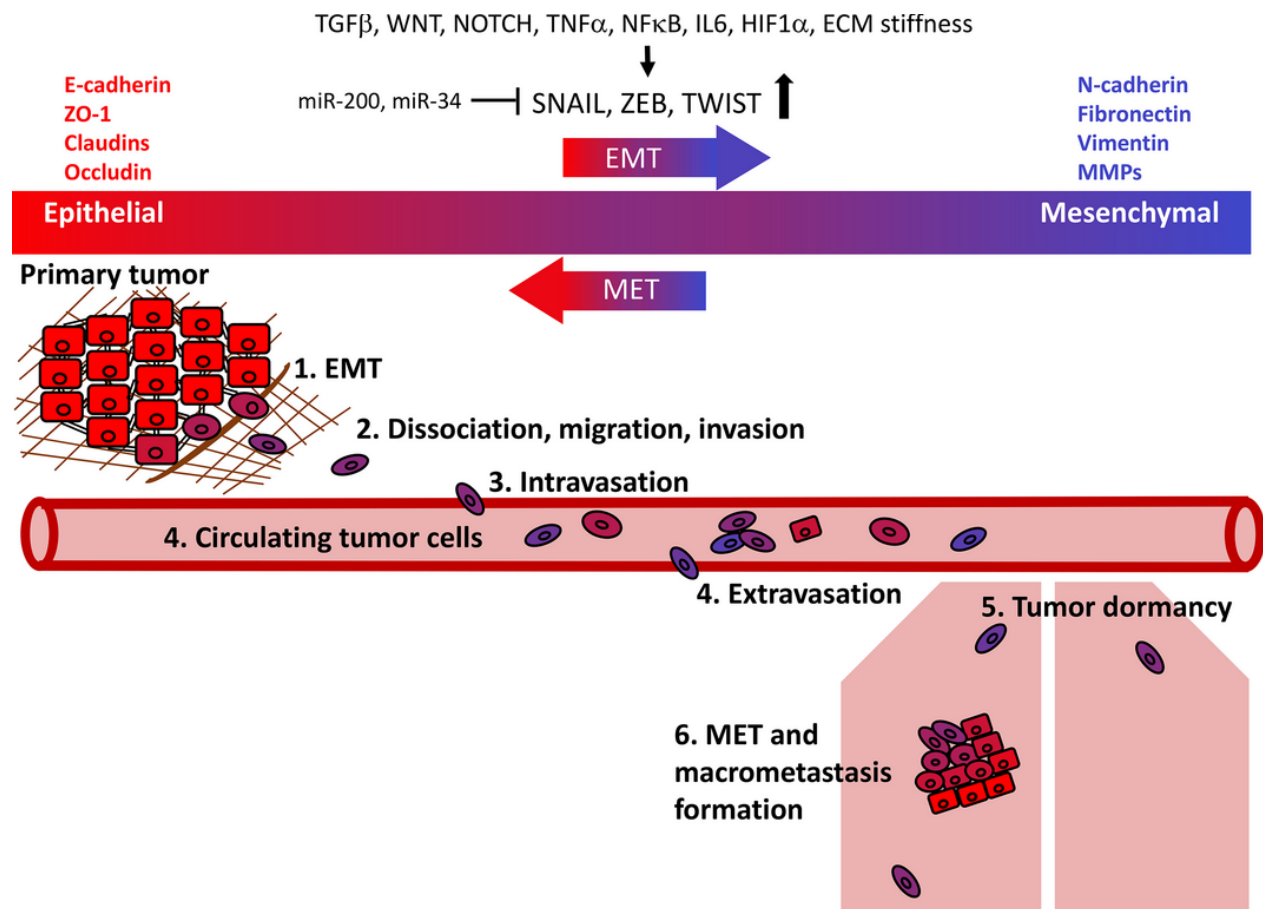 TGFβ, WNT, NOTCH, TNFα, NFκB, IL6, HIF1α, ECM stiffness
E-cadherin
ZO-1
Claudins
Occludin
miR-200, miR-34
SNAIL, ZEB, TWIST
N-cadherin
Fibronectin
Vimentin
MMPs
EMT
Epithelial
Mesenchymal
MET
Primary tumor
1. EMT
2. Dissociation, migration, invasion
3. Intravasation
4. Circulating tumor cells
4. Extravasation
5. Tumor dormancy
6. MET and
macrometastasis
formation